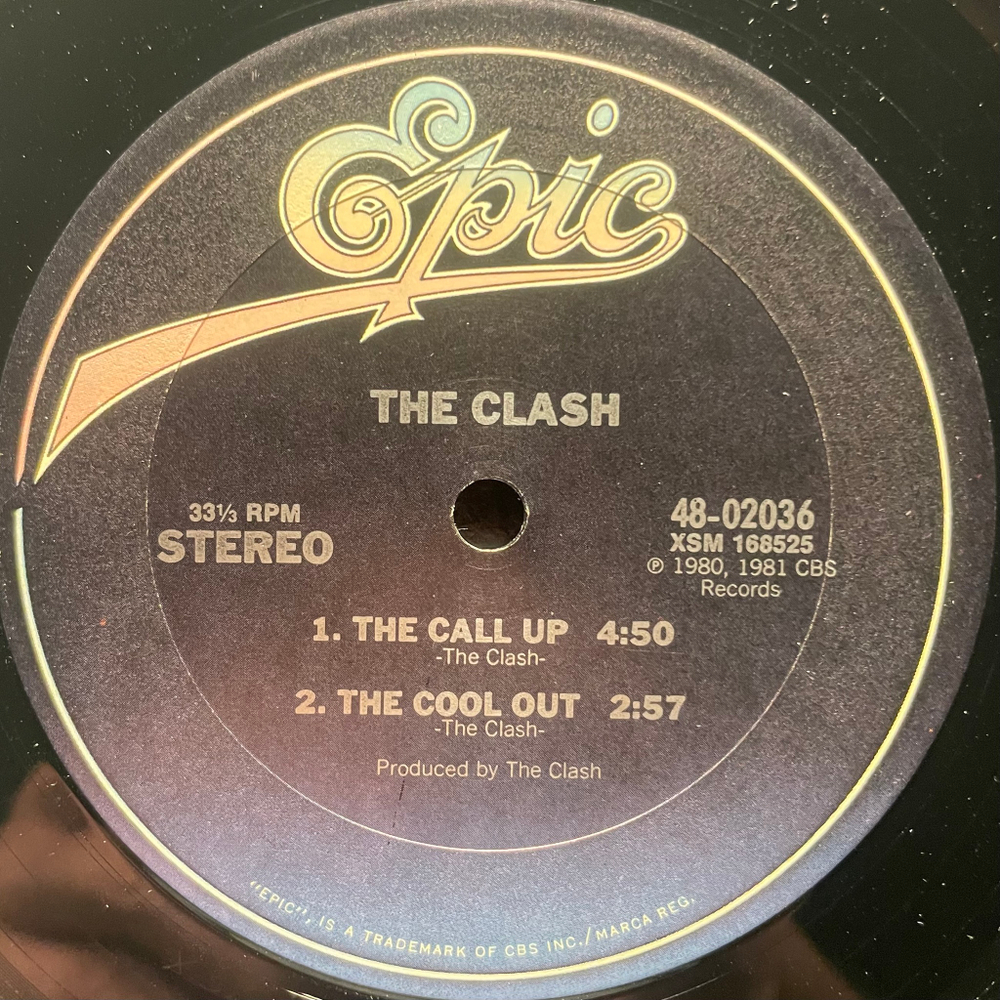 Epic
THE CLASH
33⅓ RPM
STEREO
48-02036
XSM 168525
℗ 1980, 1981 CBS
Records
1. THE CALL UP 4:50
-The Clash-
2. THE COOL OUT 2:57
-The Clash-
Produced by The Clash
"EPIC", IS A TRADEMARK OF CBS INC./MARCA REG.